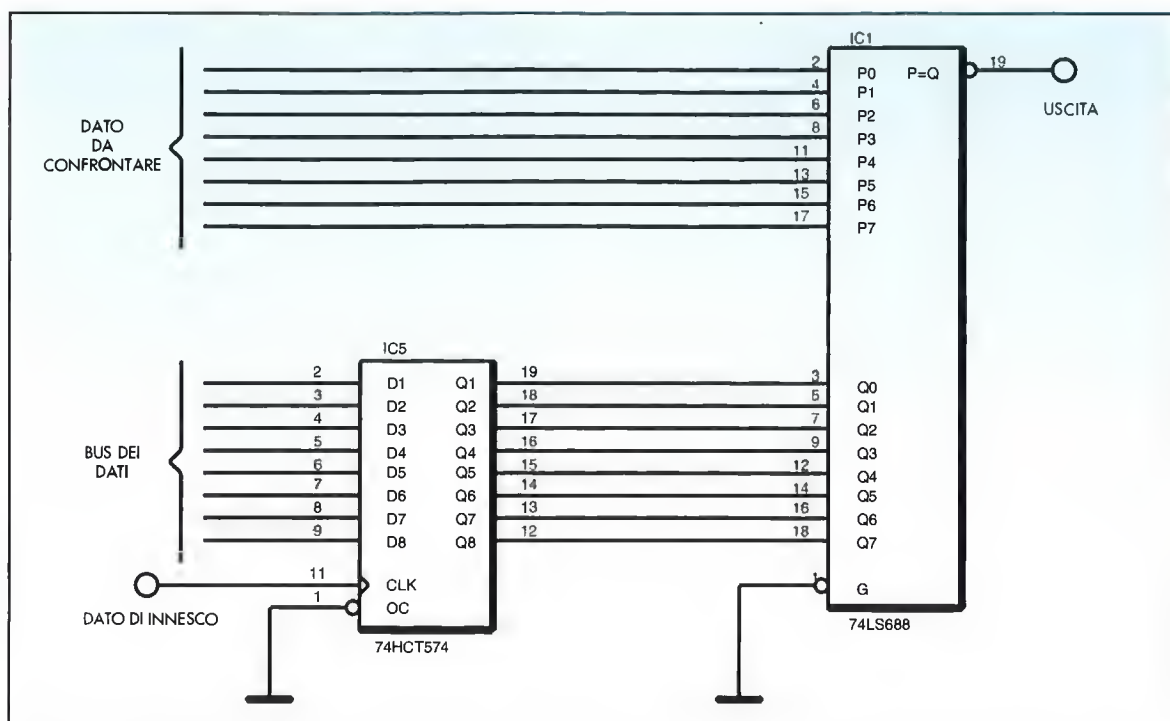 IC1
2 P0 P=Q 19
4 P1
6 P2
8 P3
11 P4
13 P5
15 P6
17 P7
USCITA
DATO
DA
CONFRONTARE
IC5
2 D1 Q1 19 3 Q0
3 D2 Q2 18 5 Q1
4 D3 Q3 17 7 Q2
5 D4 Q4 16 9 Q3
6 D5 Q5 15 12 Q4
7 D6 Q6 14 14 Q5
8 D7 Q7 13 16 Q6
9 D8 Q8 12 18 Q7
BUS DEI
DATI
11 CLK
1 OC
1 G
DATO DI INNESCO
74HCT574
74LS688